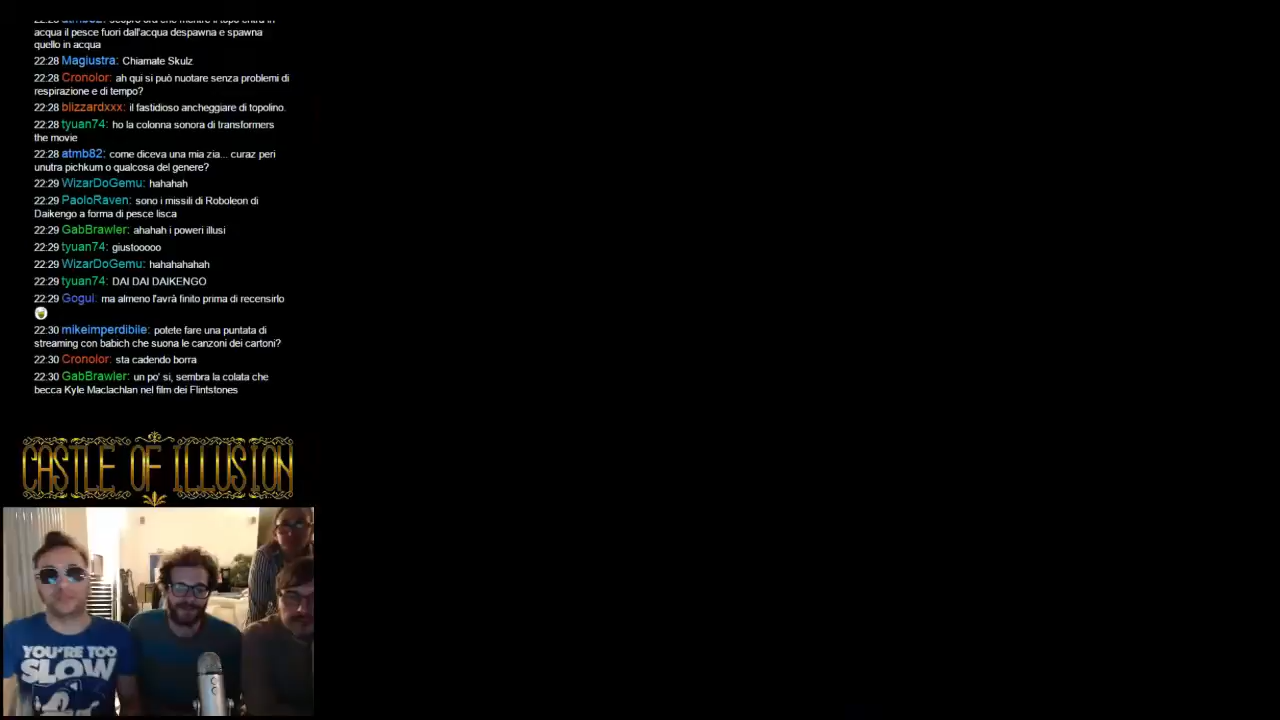 acqua il pesce fuori dall'acqua despawna e spawna
quello in acqua
22:28 Magiustra: Chiamate Skulz
22:28 Cronolor: ah qui si può nuotare senza problemi di
respirazione e di tempo?
22:28 blizzardxxx: il fastidioso ancheggiare di topolino.
22:28 tyuan74: ho la colonna sonora di transformers
the movie
22:28 atmb82: come diceva una mia zia... curaz peri
unutra pichkum o qualcosa del genere?
22:29 WizarDoGemu: hahahah
22:29 PaoloRaven: sono i missili di Roboleon di
Daikengo a forma di pesce lisca
22:29 GabBrawler: ahahah i poweri illusi
22:29 tyuan74: giustooooo
22:29 WizarDoGemu: hahahahahah
22:29 tyuan74: DAI DAI DAIKENGO
22:29 Gogul: ma almeno l'avrà finito prima di recensirlo
22:30 mikeimperdibile: potete fare una puntata di
streaming con babich che suona le canzoni dei cartoni?
22:30 Cronolor: sta cadendo borra
22:30 GabBrawler: un po' si, sembra la colata che
becca Kyle Maclachlan nel film dei Flintstones
CASTLE OF ILLUSION
YOU'RE TOO
SLOW